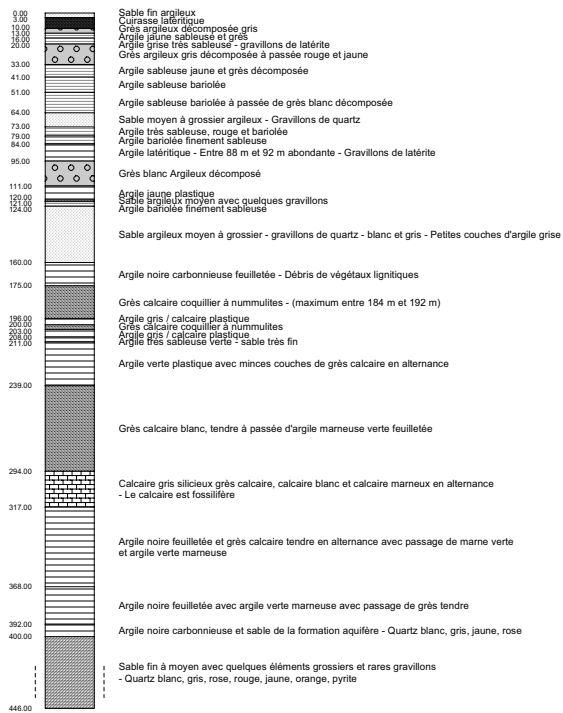 0.00 Sable fin argileux
3.00 Cuirasse latéritique
10.00 Grès argileux décomposée gris
13.00 Argile jaune sableuse et grès
16.00 Argile grise très sableuse - gravillons de latérite
20.00 Grès argileux gris décomposée à passée rouge et jaune
33.00 Argile sableuse jaune et grès décomposée
41.00 Argile sableuse bariolée
51.00 Argile sableuse bariolée à passée de grès blanc décomposée
64.00 Sable moyen à grossier argileux - Gravillons de quartz
73.00 Argile très sableuse, rouge et bariolée
79.00 Argile bariolée finement sableuse
84.00 Argile latéritique - Entre 88 m et 92 m abondante - Gravillons de latérite
95.00 Grès blanc Argileux décomposé
111.00 Argile jaune plastique
120.00 Sable argileux moyen avec quelques gravillons
121.00 Argile bariolée finement sableuse
124.00 Sable argileux moyen à grossier - gravillons de quartz - blanc et gris - Petites couches d'argile grise
160.00 Argile noire carbonnieuse feuilletée - Débris de végétaux lignitiques
175.00 Grès calcaire coquillier à nummulites - (maximum entre 184 m et 192 m)
196.00 Argile gris / calcaire plastique
200.00 Grès calcaire coquillier à nummulites
203.00 Argile gris / calcaire plastique
208.00 Argile très sableuse verte - sable très fin
211.00 Argile verte plastique avec minces couches de grès calcaire en alternance
239.00 Grès calcaire blanc, tendre à passée d'argile marneuse verte feuilletée
294.00 Calcaire gris silicieux grès calcaire, calcaire blanc et calcaire marneux en alternance
- Le calcaire est fossilifère
317.00 Argile noire feuilletée et grès calcaire tendre en alternance avec passage de marne verte
et argile verte marneuse
368.00 Argile noire feuilletée avec argile verte marneuse avec passage de grès tendre
392.00 Argile noire carbonnieuse et sable de la formation aquifère - Quartz blanc, gris, jaune, rose
400.00 Sable fin à moyen avec quelques éléments grossiers et rares gravillons
- Quartz blanc, gris, rose, rouge, jaune, orange, pyrite
446.00